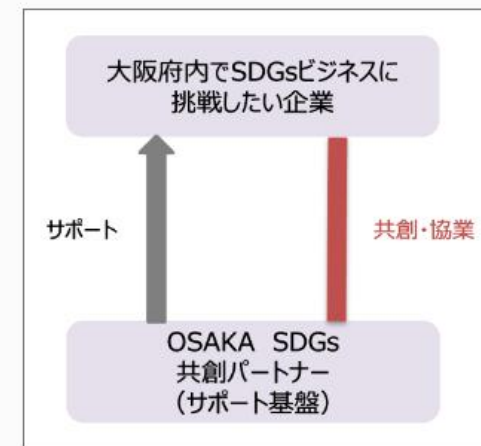 大阪府内でSDGsビジネスに
挑戦したい企業
サポート
共創・協業
OSAKA SDGs
共創パートナー
（サポート基盤）